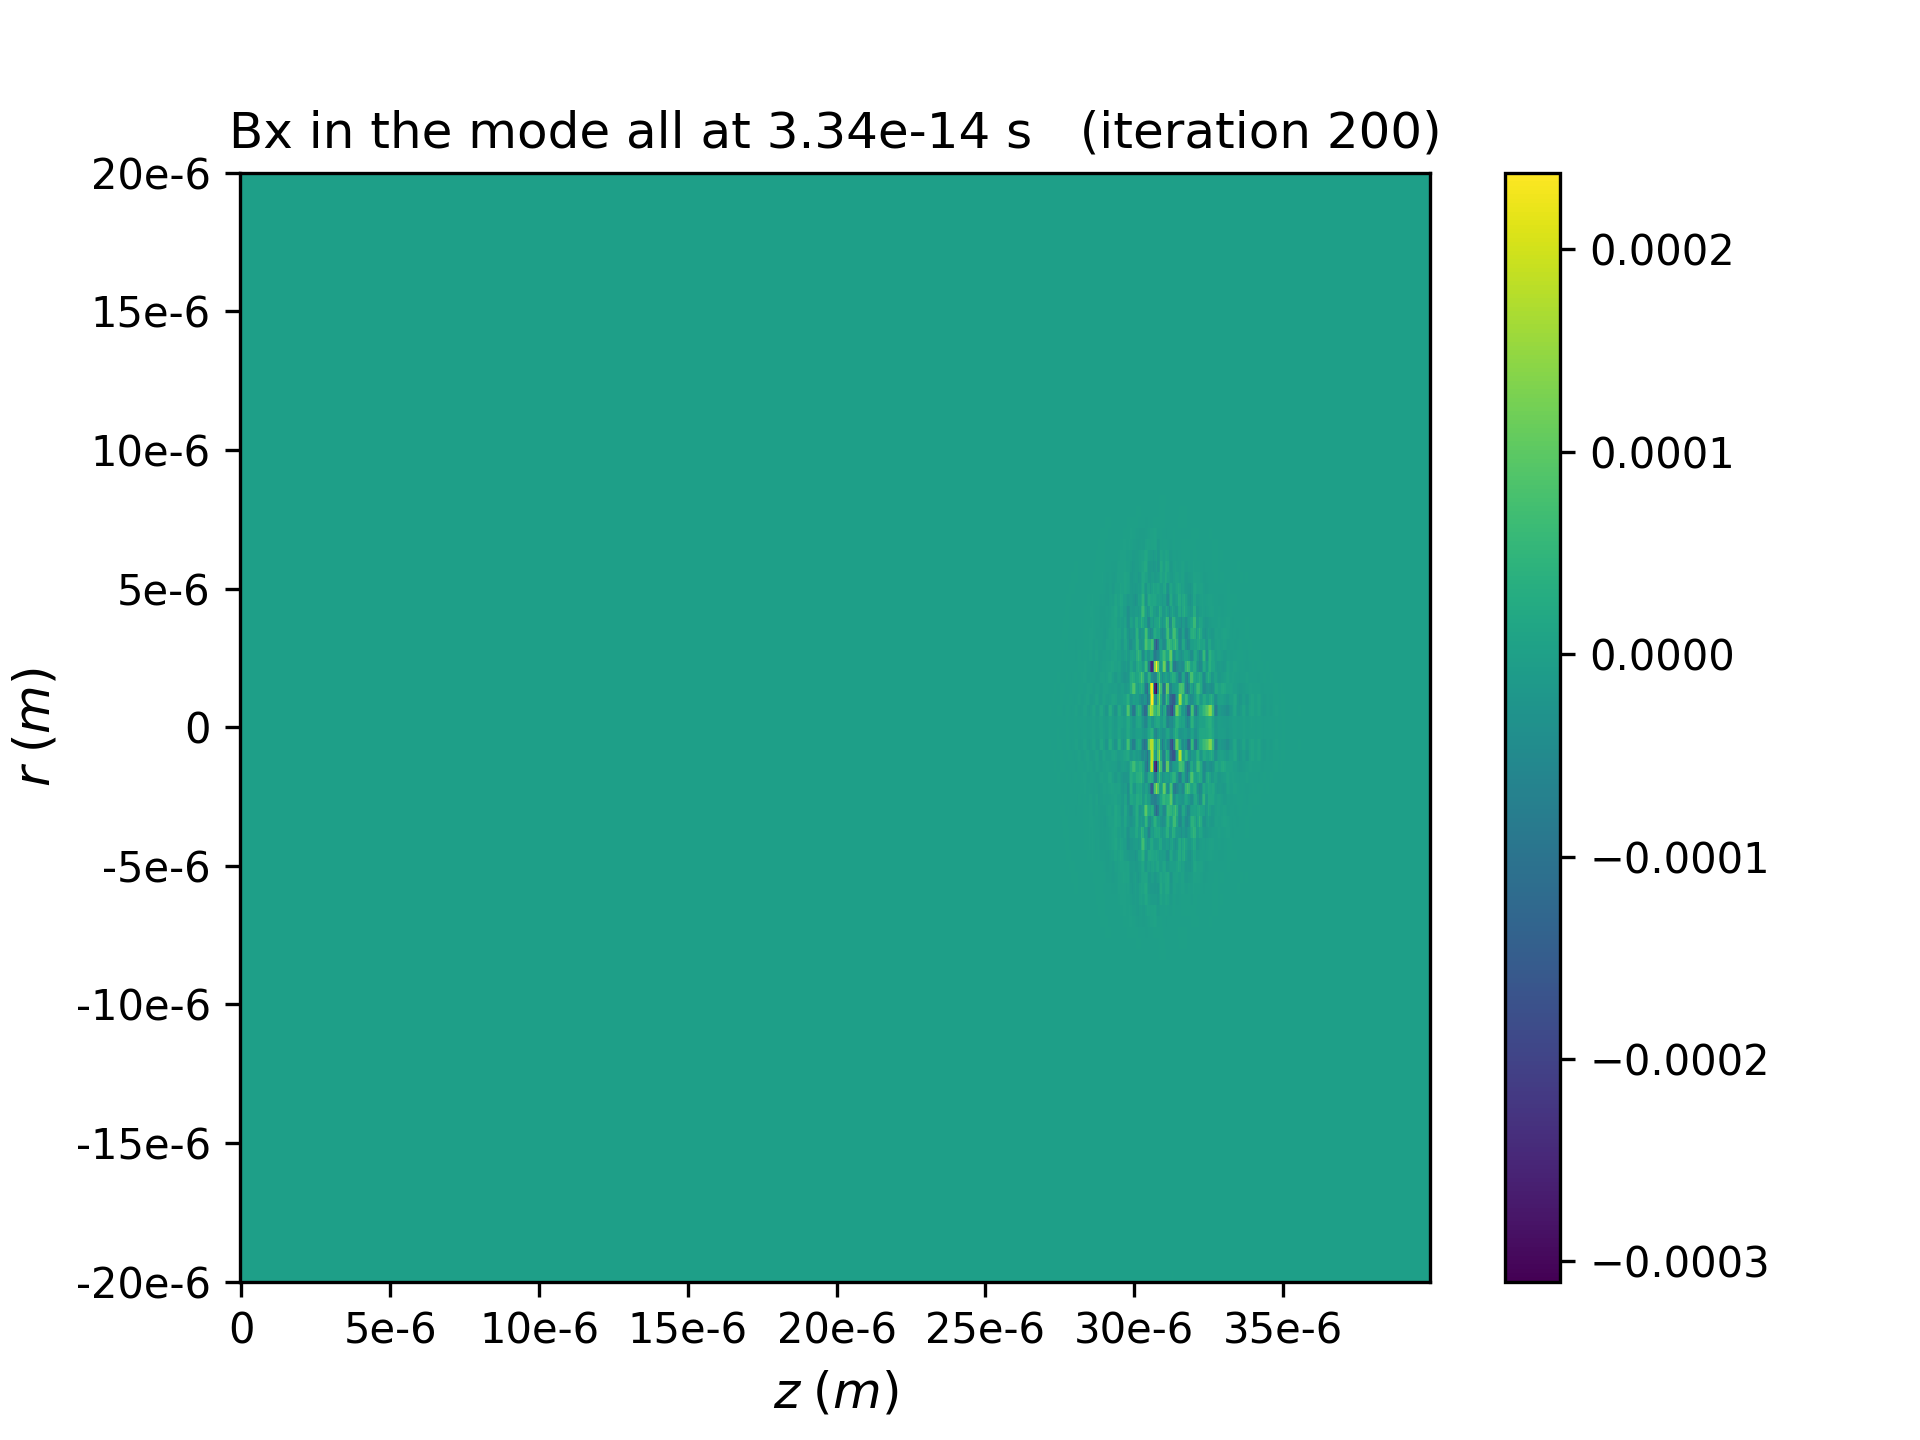 Bx in the mode all at 3.34e-14 s   (iteration 200)
20e-6
15e-6
10e-6
5e-6
0
-5e-6
-10e-6
-15e-6
-20e-6
r (m)
0 5e-6 10e-6 15e-6 20e-6 25e-6 30e-6 35e-6
z (m)
0.0002
0.0001
0.0000
−0.0001
−0.0002
−0.0003